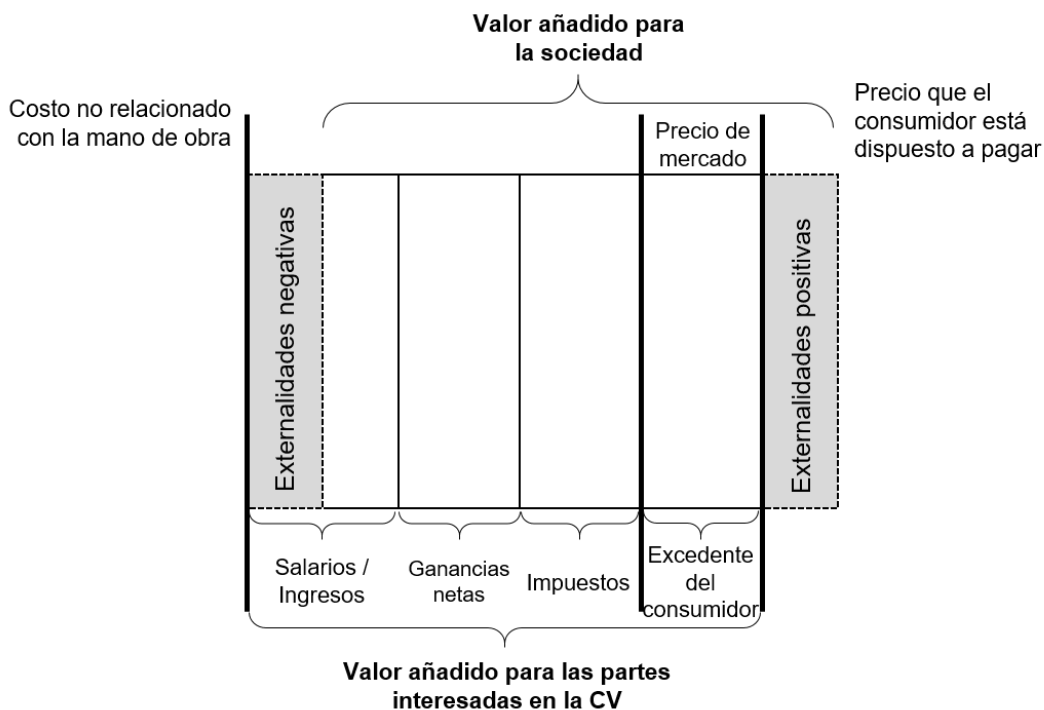 Valor añadido para
la sociedad
Costo no relacionado
con la mano de obra
Precio de
mercado
Precio que el
consumidor está
dispuesto a pagar
Externalidades negativas
Externalidades positivas
Salarios /
Ingresos
Ganancias
netas
Impuestos
Excedente
del
consumidor
Valor añadido para las partes
interesadas en la CV